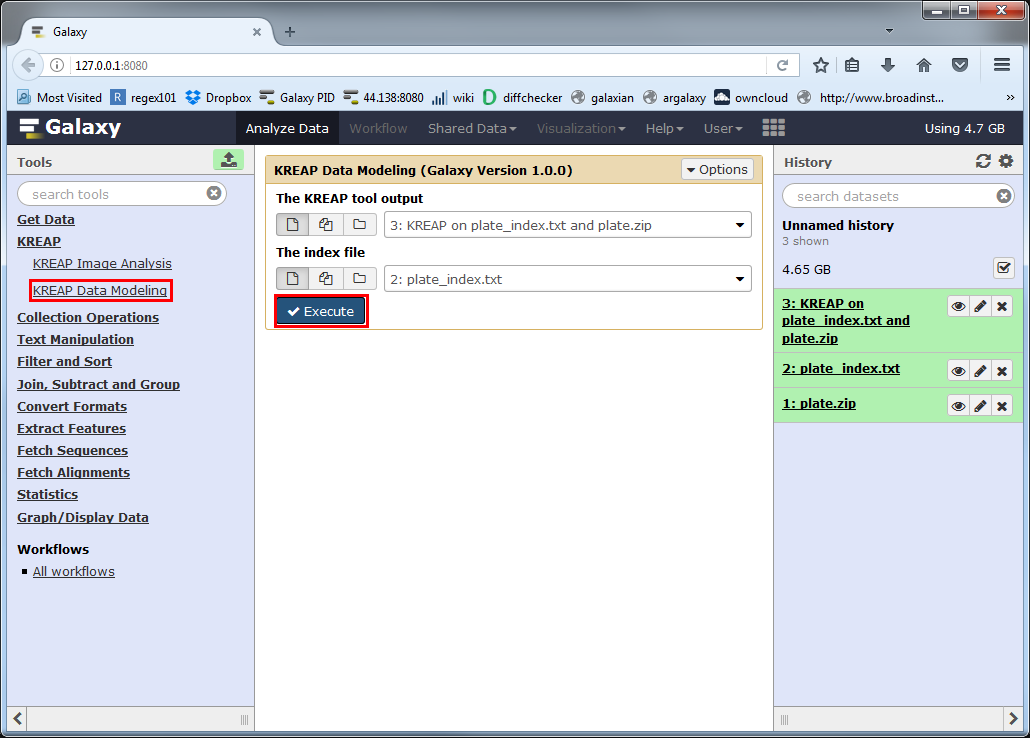 Galaxy
127.0.0.1:8080
Most Visited R regex101 Dropbox Galaxy PID 44.138:8080 wiki D diffchecker galaxian argalaxy owncloud http://www.broadinst... »
Galaxy Analyze Data Workflow Shared Data Visualization Help User Using 4.7 GB
Tools
search tools
Get Data
KREAP
KREAP Image Analysis
KREAP Data Modeling
Collection Operations
Text Manipulation
Filter and Sort
Join, Subtract and Group
Convert Formats
Extract Features
Fetch Sequences
Fetch Alignments
Statistics
Graph/Display Data
Workflows
All workflows
KREAP Data Modeling (Galaxy Version 1.0.0) Options
The KREAP tool output
3: KREAP on plate_index.txt and plate.zip
The index file
2: plate_index.txt
Execute
History
search datasets
Unnamed history
3 shown
4.65 GB
3: KREAP on
plate_index.txt and
plate.zip
2: plate_index.txt
1: plate.zip